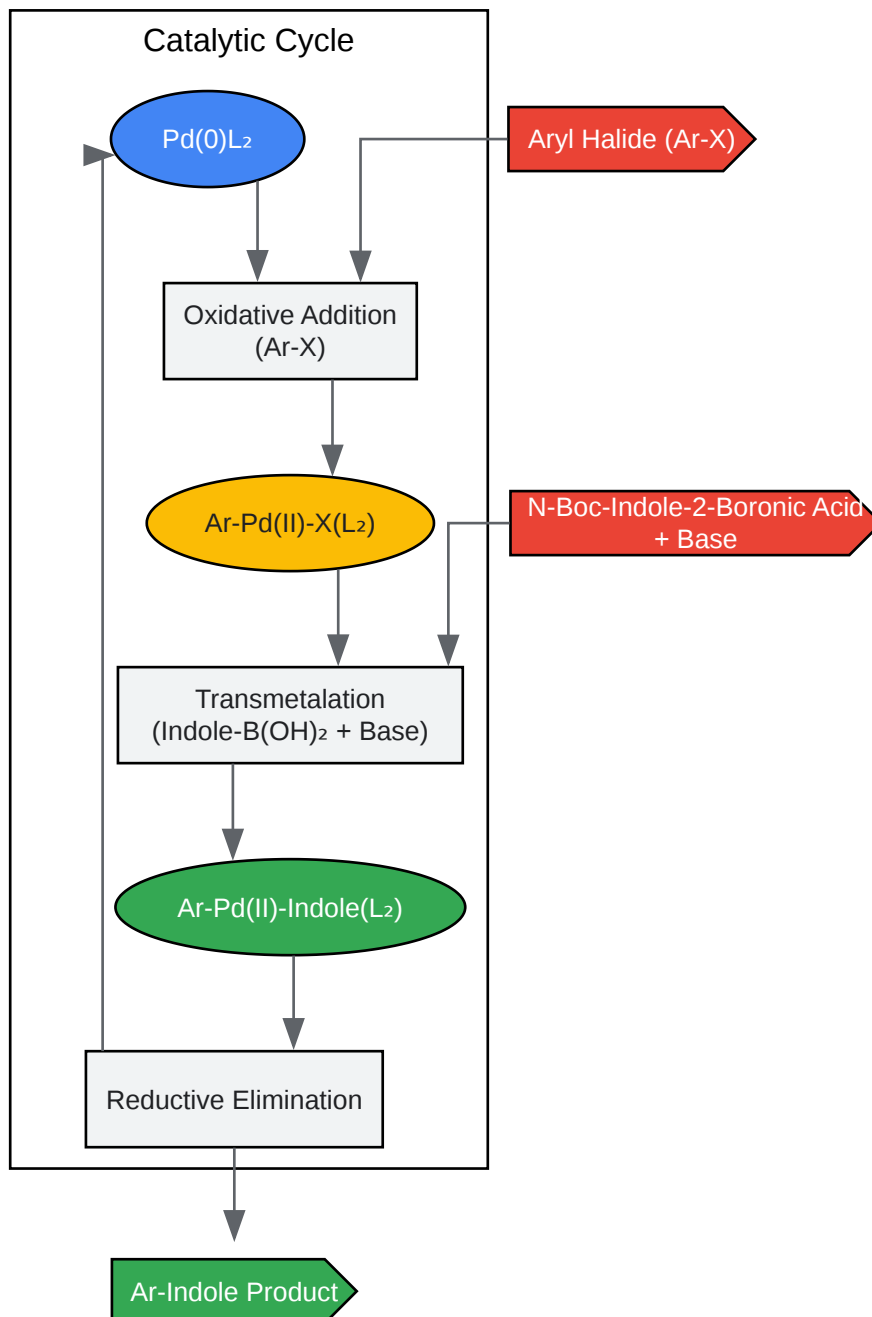 Catalytic Cycle
Pd(0)L₂
Aryl Halide (Ar-X)
Oxidative Addition
(Ar-X)
Ar-Pd(II)-X(L₂)
N-Boc-Indole-2-Boronic Acid
+ Base
Transmetalation
(Indole-B(OH)₂ + Base)
Ar-Pd(II)-Indole(L₂)
Reductive Elimination
Ar-Indole Product